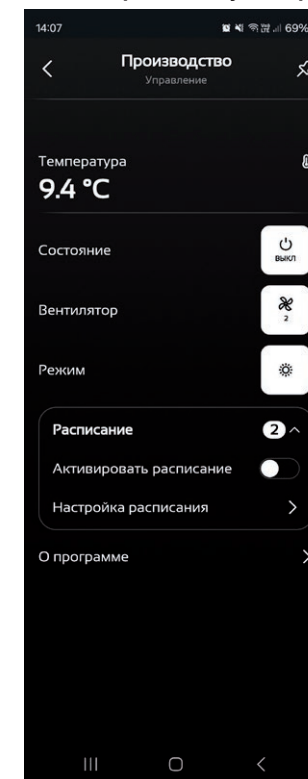 14:07 69%
Производство
Управление
Температура
9.4 °C
Состояние
выкл
Вентилятор
2
Режим
Расписание 2
Активировать расписание
Настройка расписания
О программе